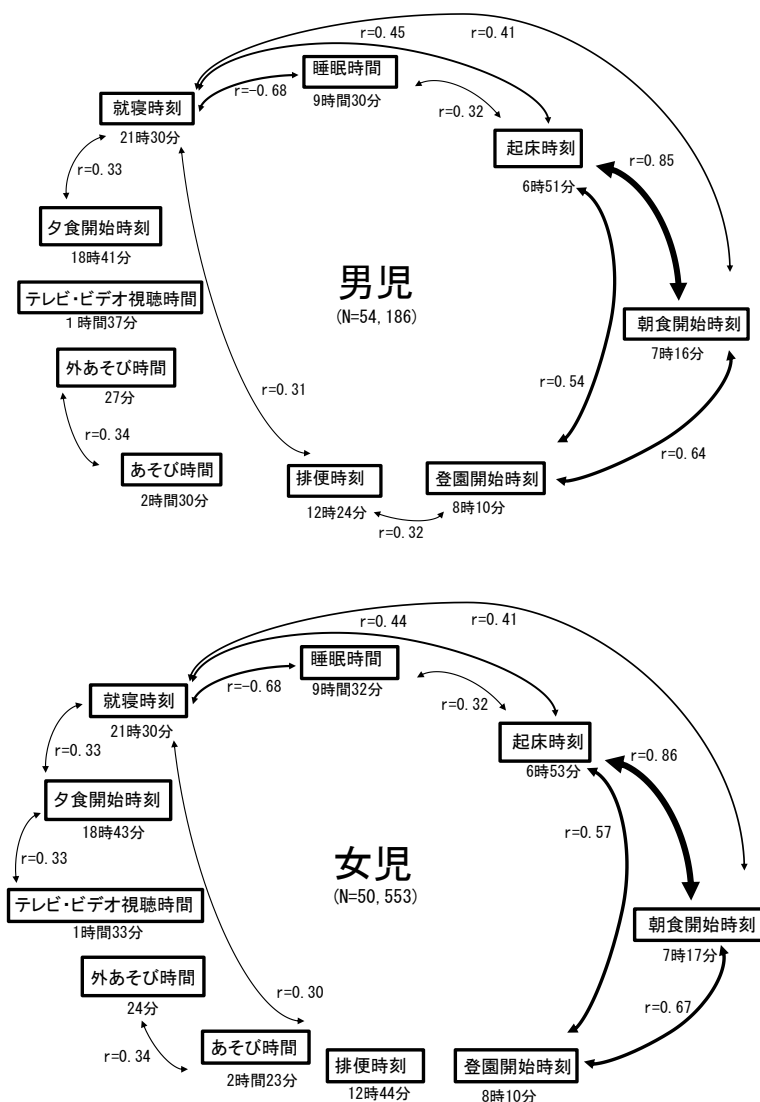 r=0.45
r=0.41
睡眠時間
9時間30分
r=-0.68
r=0.32
就寝時刻
21時30分
起床時刻
6時51分
r=0.85
r=0.33
夕食開始時刻
18時41分
男児
(N=54,186)
テレビ・ビデオ視聴時間
1時間37分
朝食開始時刻
7時16分
外あそび時間
27分
r=0.31
r=0.54
r=0.34
あそび時間
2時間30分
排便時刻
12時24分
登園開始時刻
8時10分
r=0.64
r=0.32
r=0.44
r=0.41
睡眠時間
9時間32分
r=-0.68
r=0.32
就寝時刻
21時30分
起床時刻
6時53分
r=0.86
r=0.33
夕食開始時刻
18時43分
r=0.57
r=0.33
女児
(N=50,553)
テレビ・ビデオ視聴時間
1時間33分
朝食開始時刻
7時17分
外あそび時間
24分
r=0.30
r=0.67
r=0.34
あそび時間
2時間23分
排便時刻
12時44分
登園開始時刻
8時10分